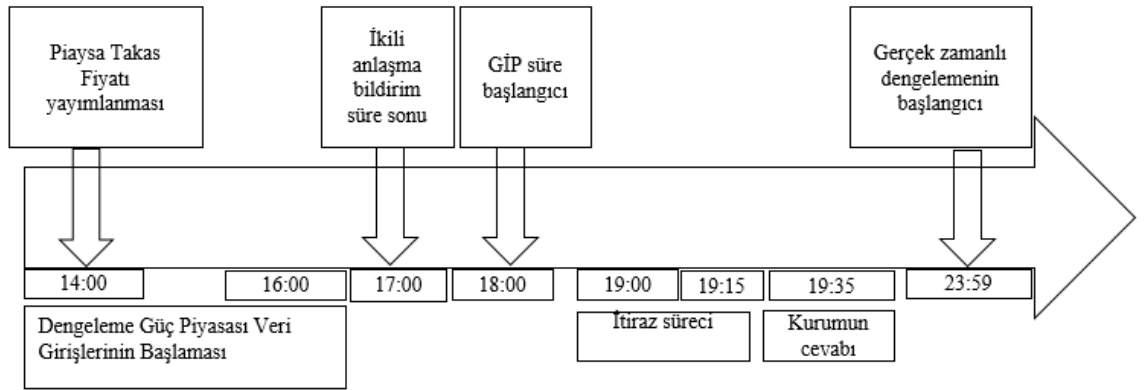 Piaysa Takas
Fiyatı
yayımlanması
İkili
anlaşma
bildirim
süre sonu
GİP süre
başlangıcı
Gerçek zamanlı
dengelemenin
başlangıcı
14:00
16:00
17:00
18:00
19:00
19:15
19:35
23:59
Dengeleme Güç Piyasası Veri
Girişlerinin Başlaması
İtiraz süreci
Kurumun
cevabı